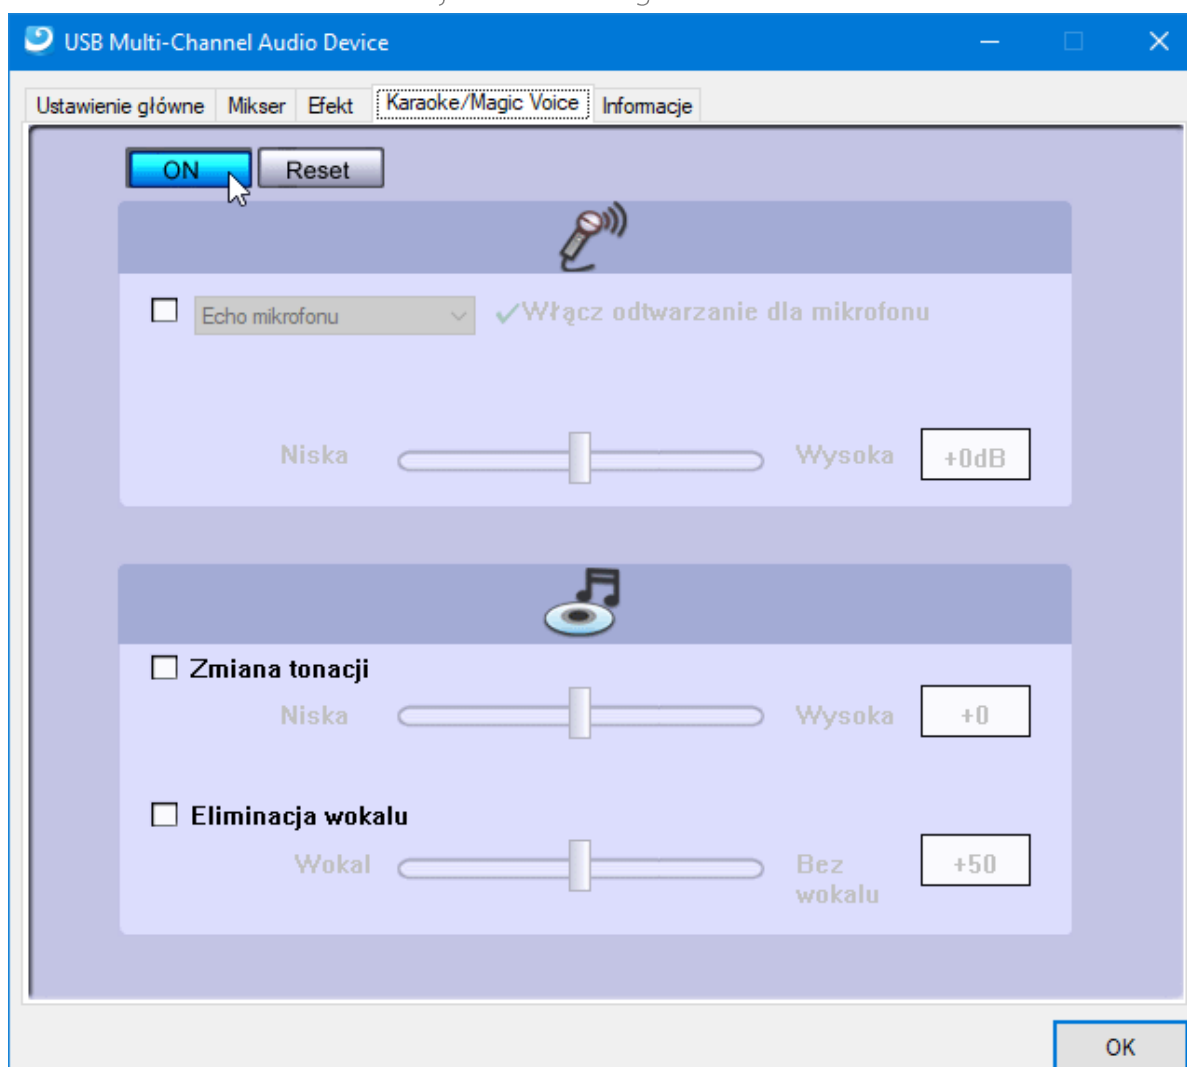 USB Multi-Channel Audio Device
Ustawienie główne Mikser Efekt Karaoke/Magic Voice Informacje
ON Reset
Echo mikrofonu Włącz odtwarzanie dla mikrofonu
Niska Wysoka +0dB
Zmiana tonacji
Niska Wysoka +0
Eliminacja wokalu
Wokal Bez wokalu +50
OK